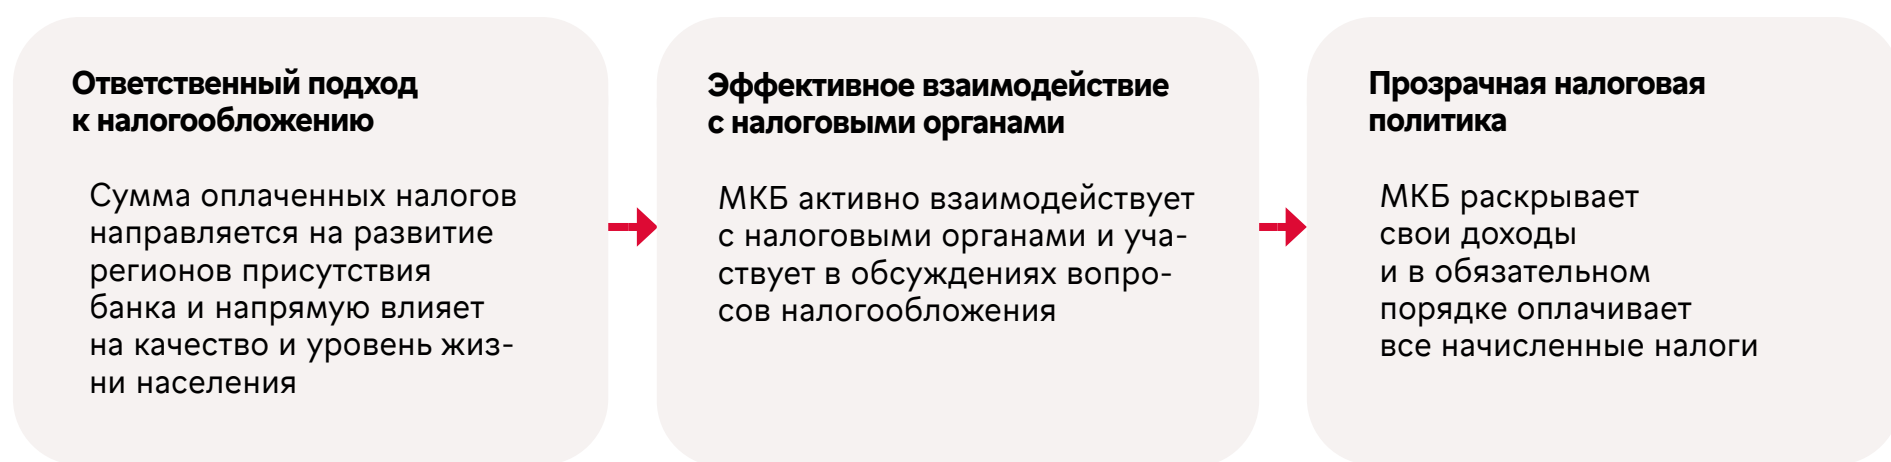 Ответственный подход
к налогообложению
Сумма оплаченных налогов
направляется на развитие
регионов присутствия
банка и напрямую влияет
на качество и уровень жиз-
ни населения
Эффективное взаимодействие
с налоговыми органами
МКБ активно взаимодействует
с налоговыми органами и уча-
ствует в обсуждениях вопро-
сов налогообложения
Прозрачная налоговая
политика
МКБ раскрывает
свои доходы
и в обязательном
порядке оплачивает
все начисленные налоги